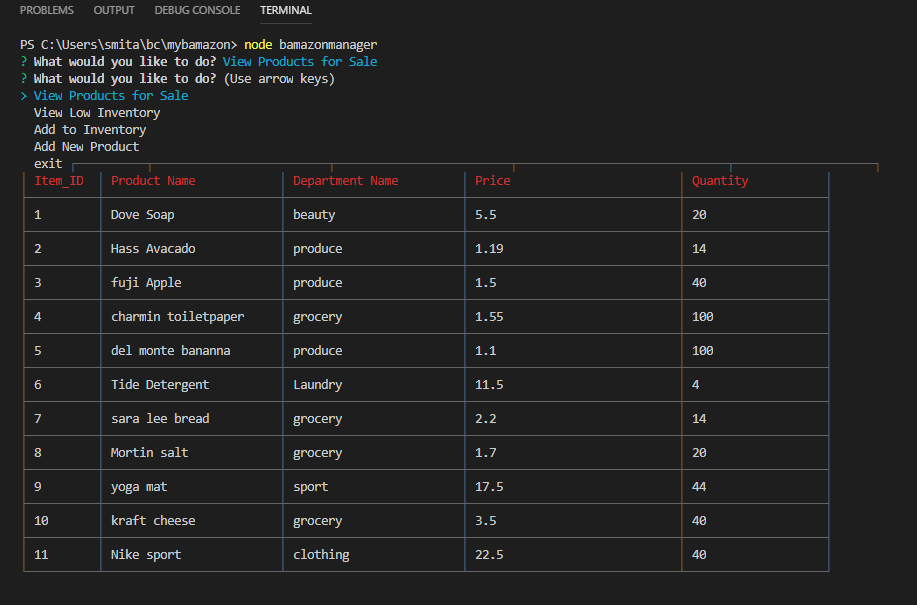 PROBLEMS OUTPUT DEBUG CONSOLE TERMINAL
PS C:\Users\smita\bc\mybamazon> node bamazonmanager
? What would you like to do? View Products for Sale
? What would you like to do? (Use arrow keys)
> View Products for Sale
View Low Inventory
Add to Inventory
Add New Product
exit
Item_ID Product Name Department Name Price Quantity
1 Dove Soap beauty 5.5 20
2 Hass Avacado produce 1.19 14
3 fuji Apple produce 1.5 40
4 charmin toiletpaper grocery 1.55 100
5 del monte bananna produce 1.1 100
6 Tide Detergent Laundry 11.5 4
7 sara lee bread grocery 2.2 14
8 Mortin salt grocery 1.7 20
9 yoga mat sport 17.5 44
10 kraft cheese grocery 3.5 40
11 Nike sport clothing 22.5 40